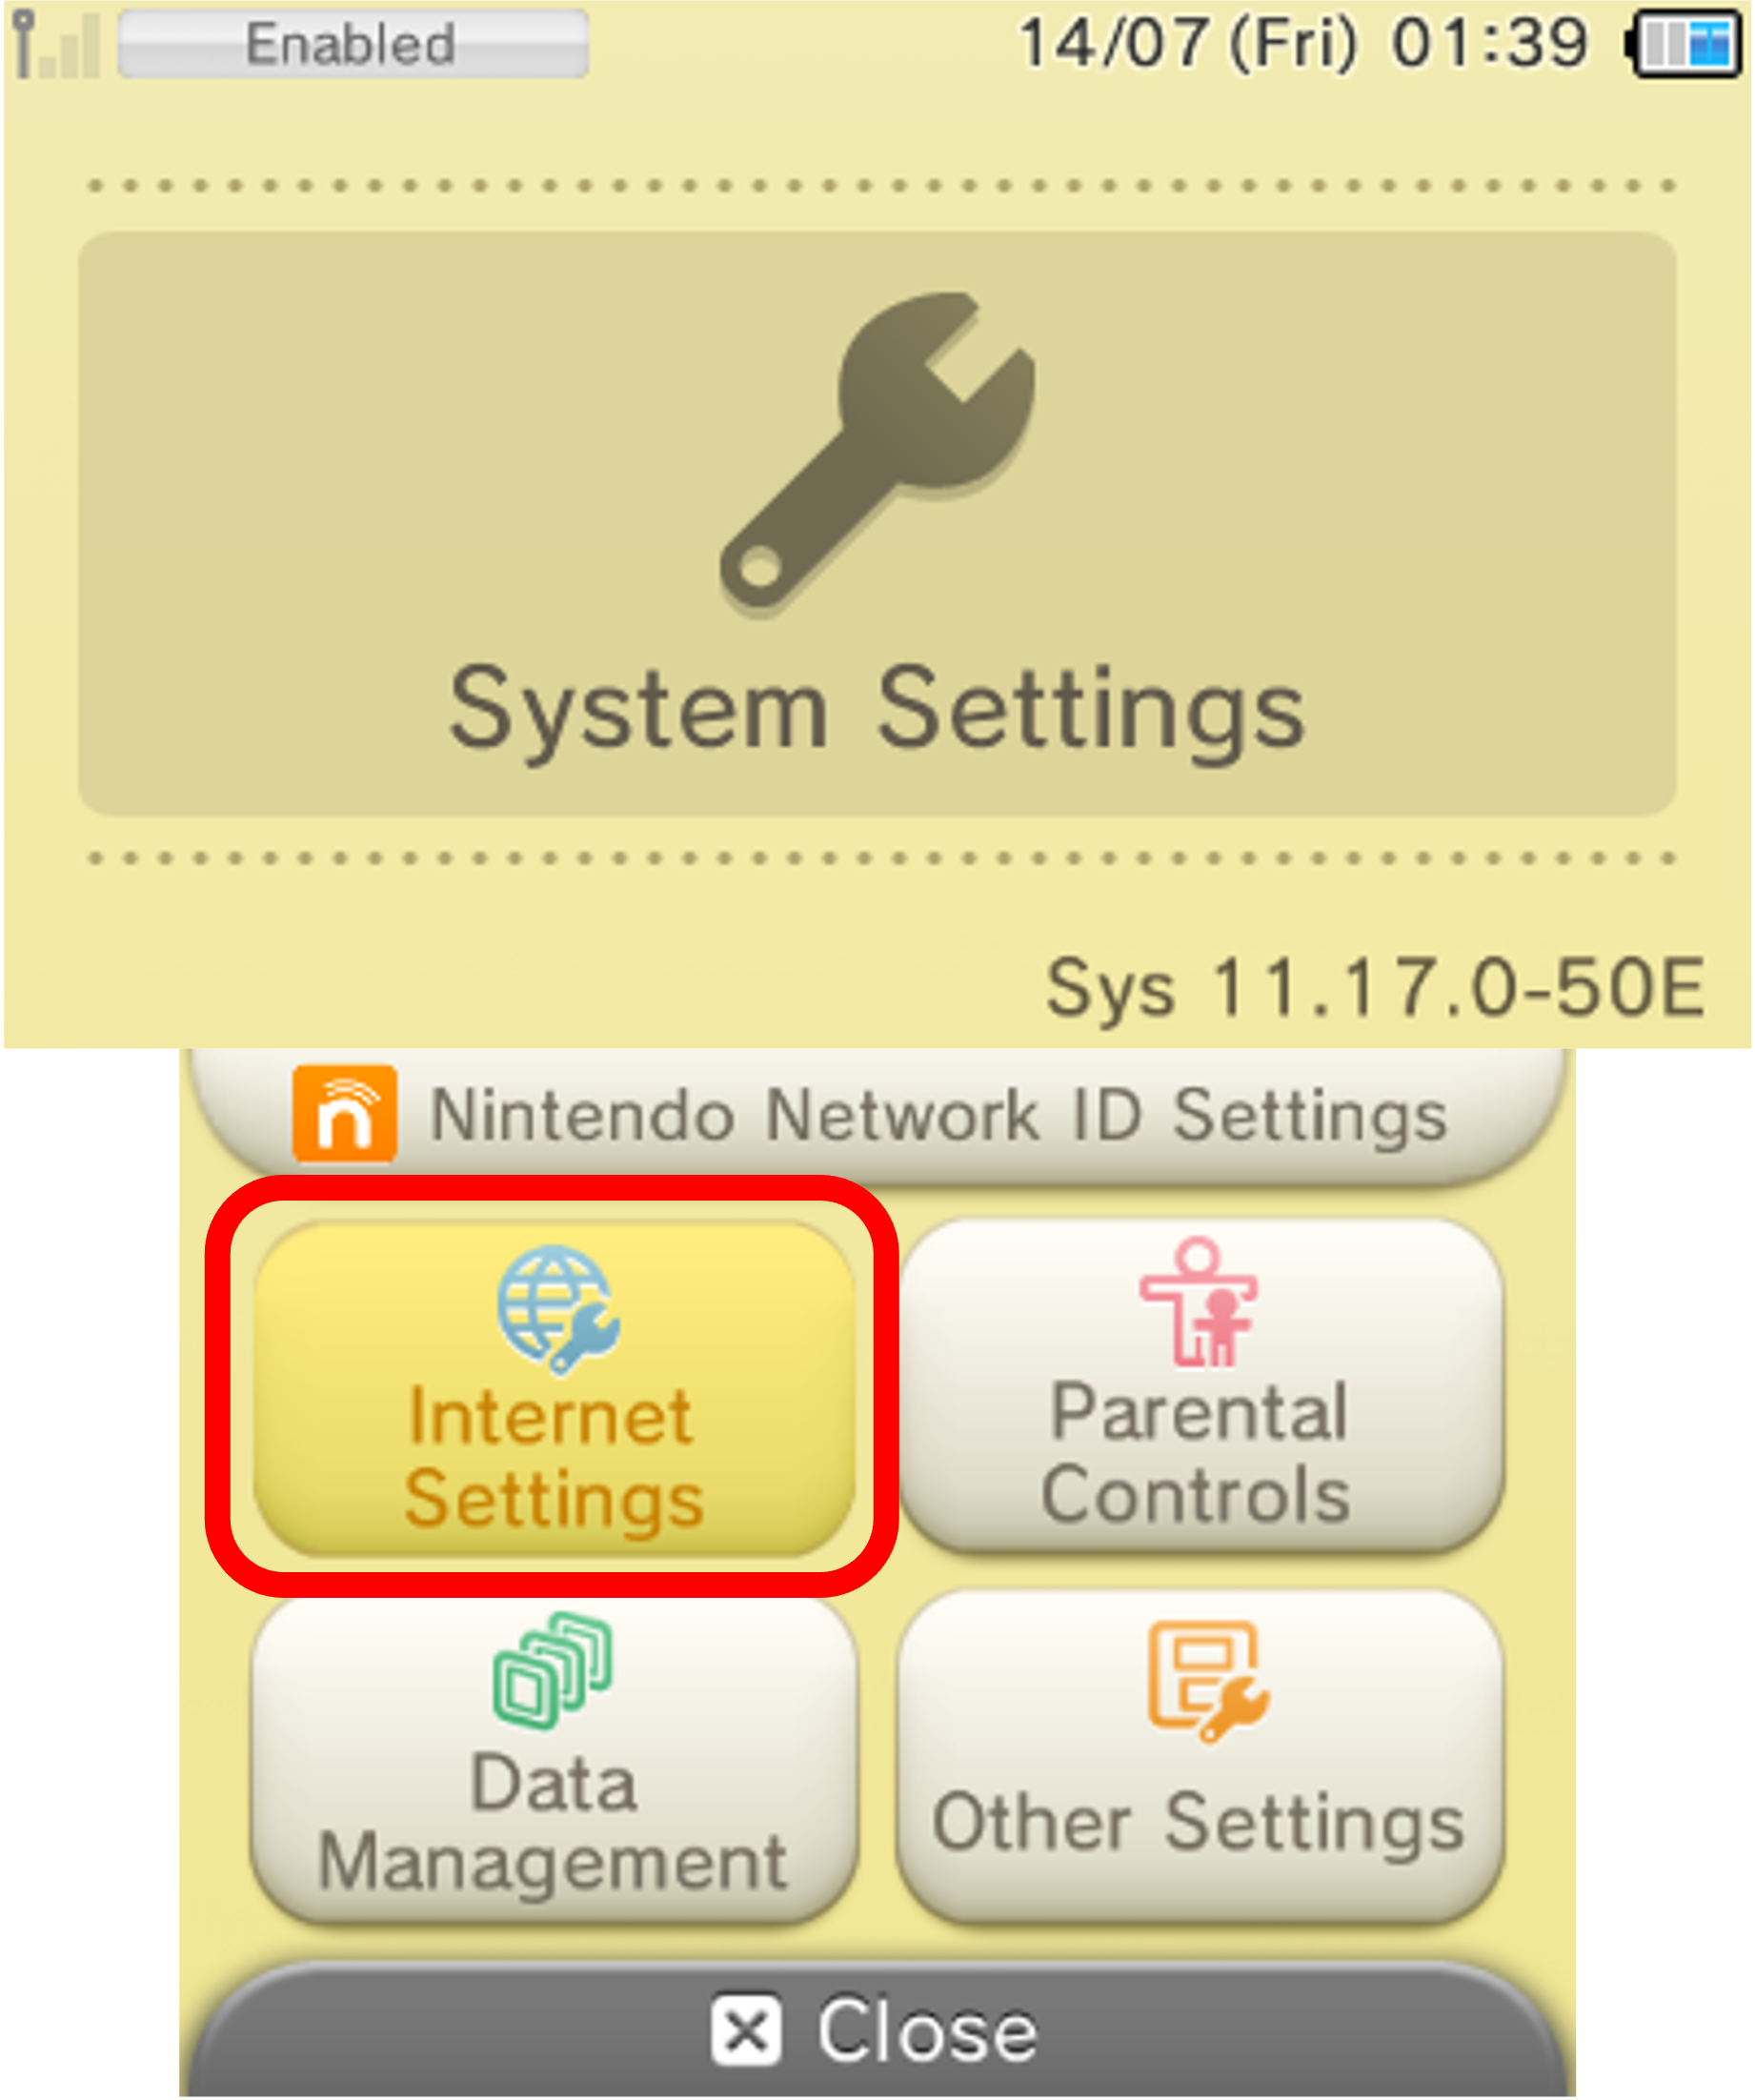 Enabled
14/07 (Fri) 01:39
System Settings
Sys 11.17.0-50E
Nintendo Network ID Settings
Internet
Settings
Parental
Controls
Data
Management
Other Settings
Close